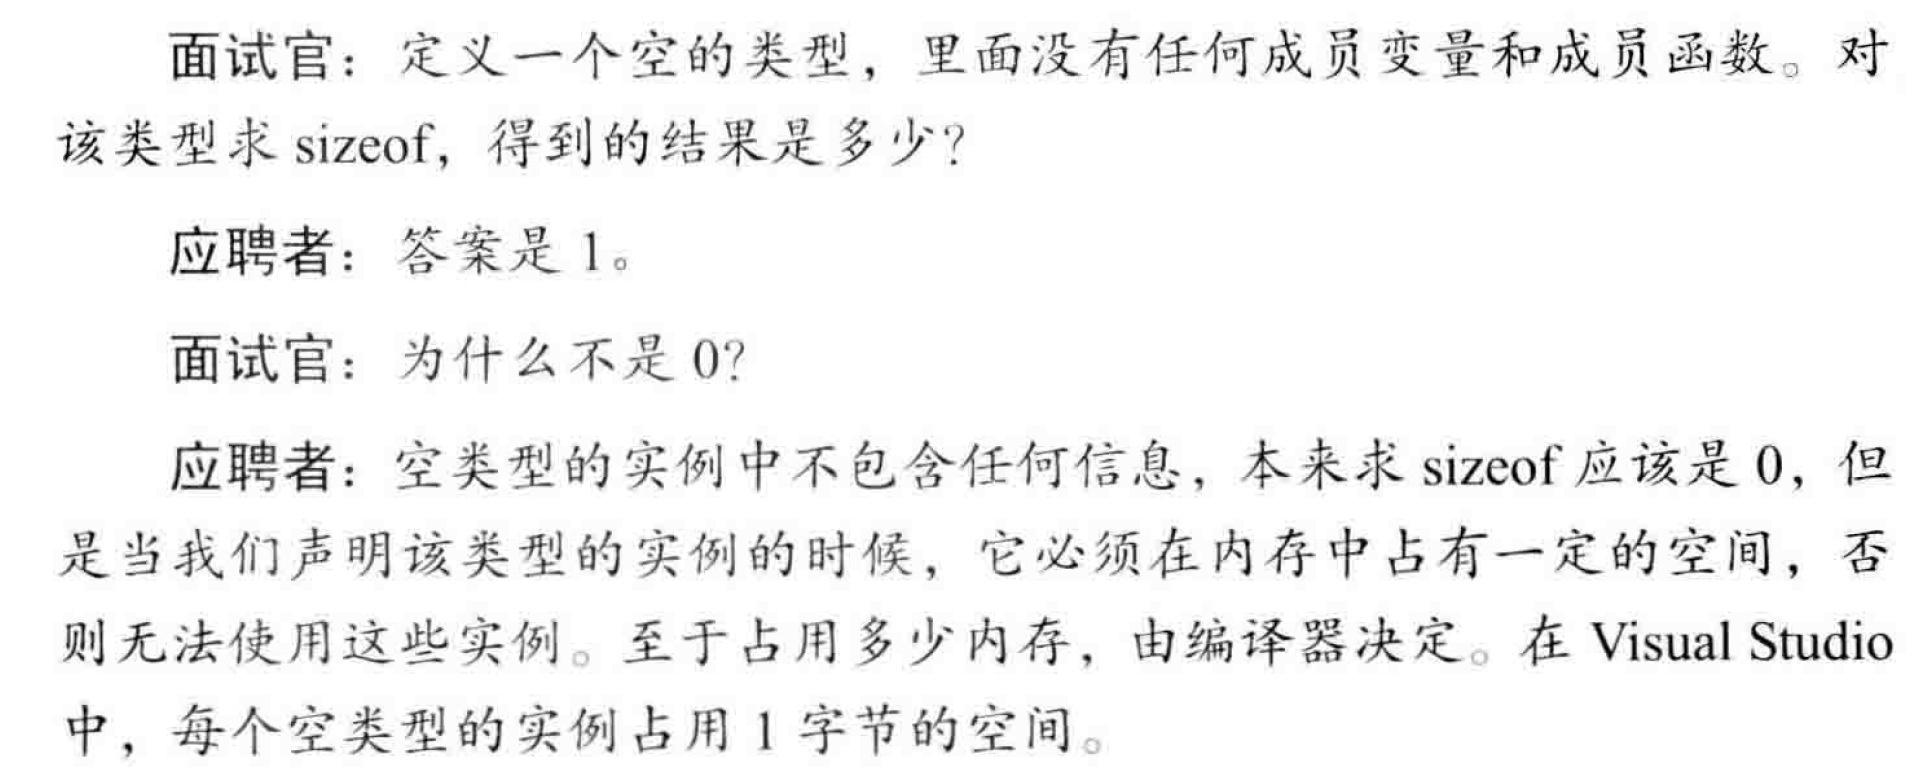 面试官：定义一个空的类型，里面没有任何成员变量和成员函数。对
该类型求 sizeof，得到的结果是多少？
应聘者：答案是 1。
面试官：为什么不是 0？
应聘者：空类型的实例中不包含任何信息，本来求 sizeof 应该是 0，但
是当我们声明该类型的实例的时候，它必须在内存中占有一定的空间，否
则无法使用这些实例。至于占用多少内存，由编译器决定。在 Visual Studio
中，每个空类型的实例占用 1 字节的空间。